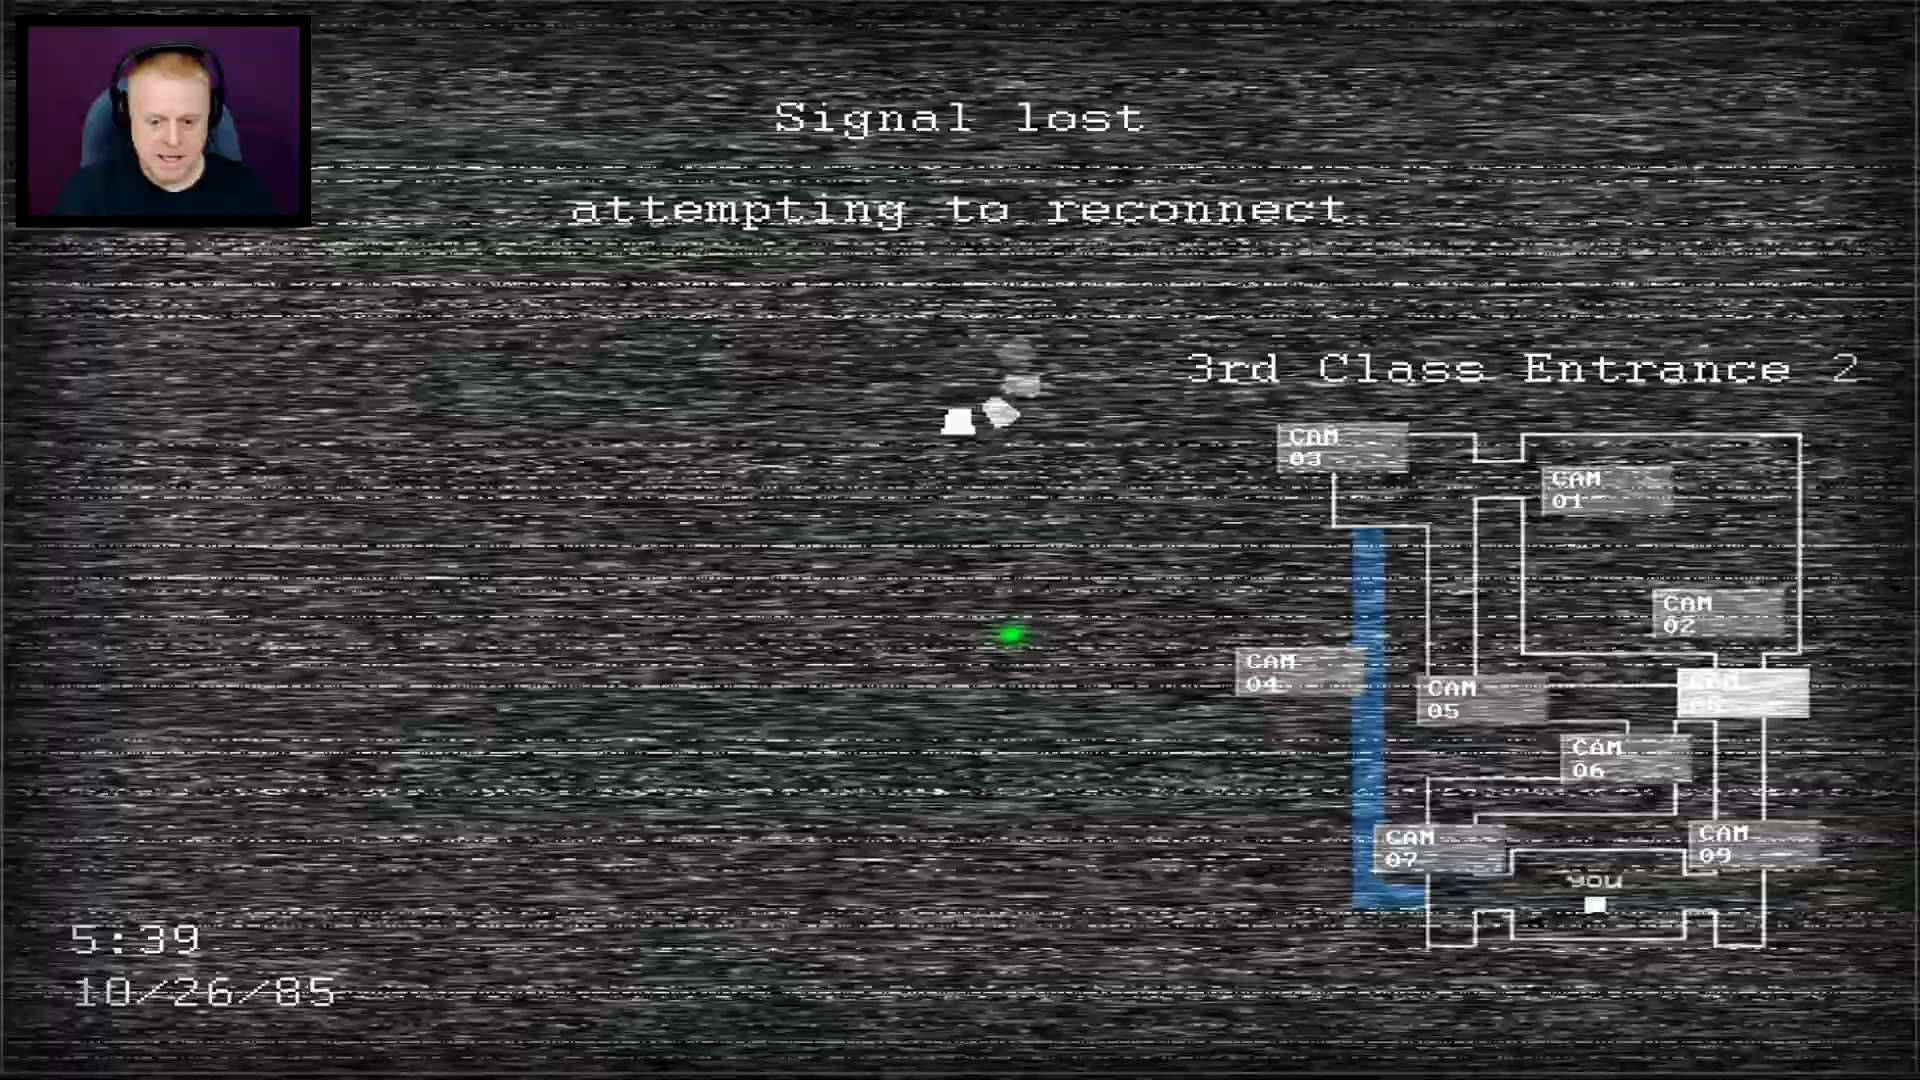 Signal lost
attempting to reconnect
3rd Class Entrance 2
CAM
03
CAM
01
CAM
02
CAM
04
CAM
05
CAM
06
CAM
07
CAM
09
YOU
5:39
10/26/85